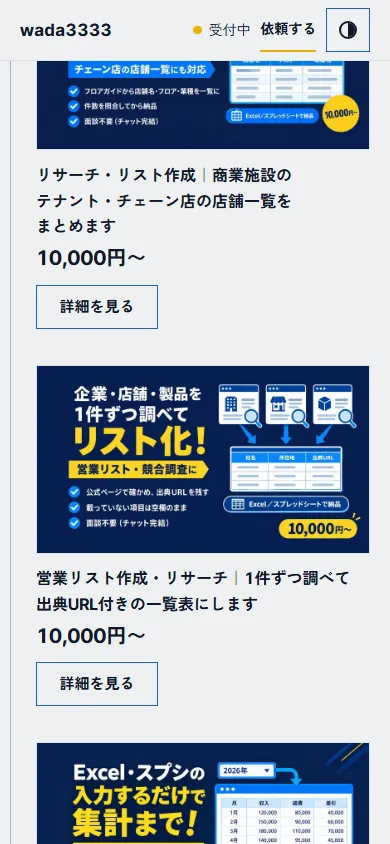 wada3333
受付中
依頼する
チェーン店の店舗一覧にも対応
フロアガイドから店舗名・フロア・業種を一覧に
件数を照合してから納品
面談不要（チャット完結）
Excel／スプレッドシートで納品
10,000円〜
リサーチ・リスト作成｜商業施設の
テナント・チェーン店の店舗一覧を
まとめます
10,000円〜
詳細を見る
企業・店舗・製品を
1件ずつ調べて
リスト化!
営業リスト・競合調査に
公式ページで確かめ、出典URLを残す
載っていない項目は空欄のまま
面談不要（チャット完結）
社名 所在地 出典URL
Excel／スプレッドシートで納品
10,000円〜
営業リスト作成・リサーチ｜1件ずつ調べて
出典URL付きの一覧表にします
10,000円〜
詳細を見る
Excel・スプシの
入力するだけで
集計まで!
2026年
月 収入 経費 差引
1月 120,000 80,000 40,000
2月 150,000 90,000 60,000
3月 180,000 110,000 70,000
4月 140,000 95,000 45,000